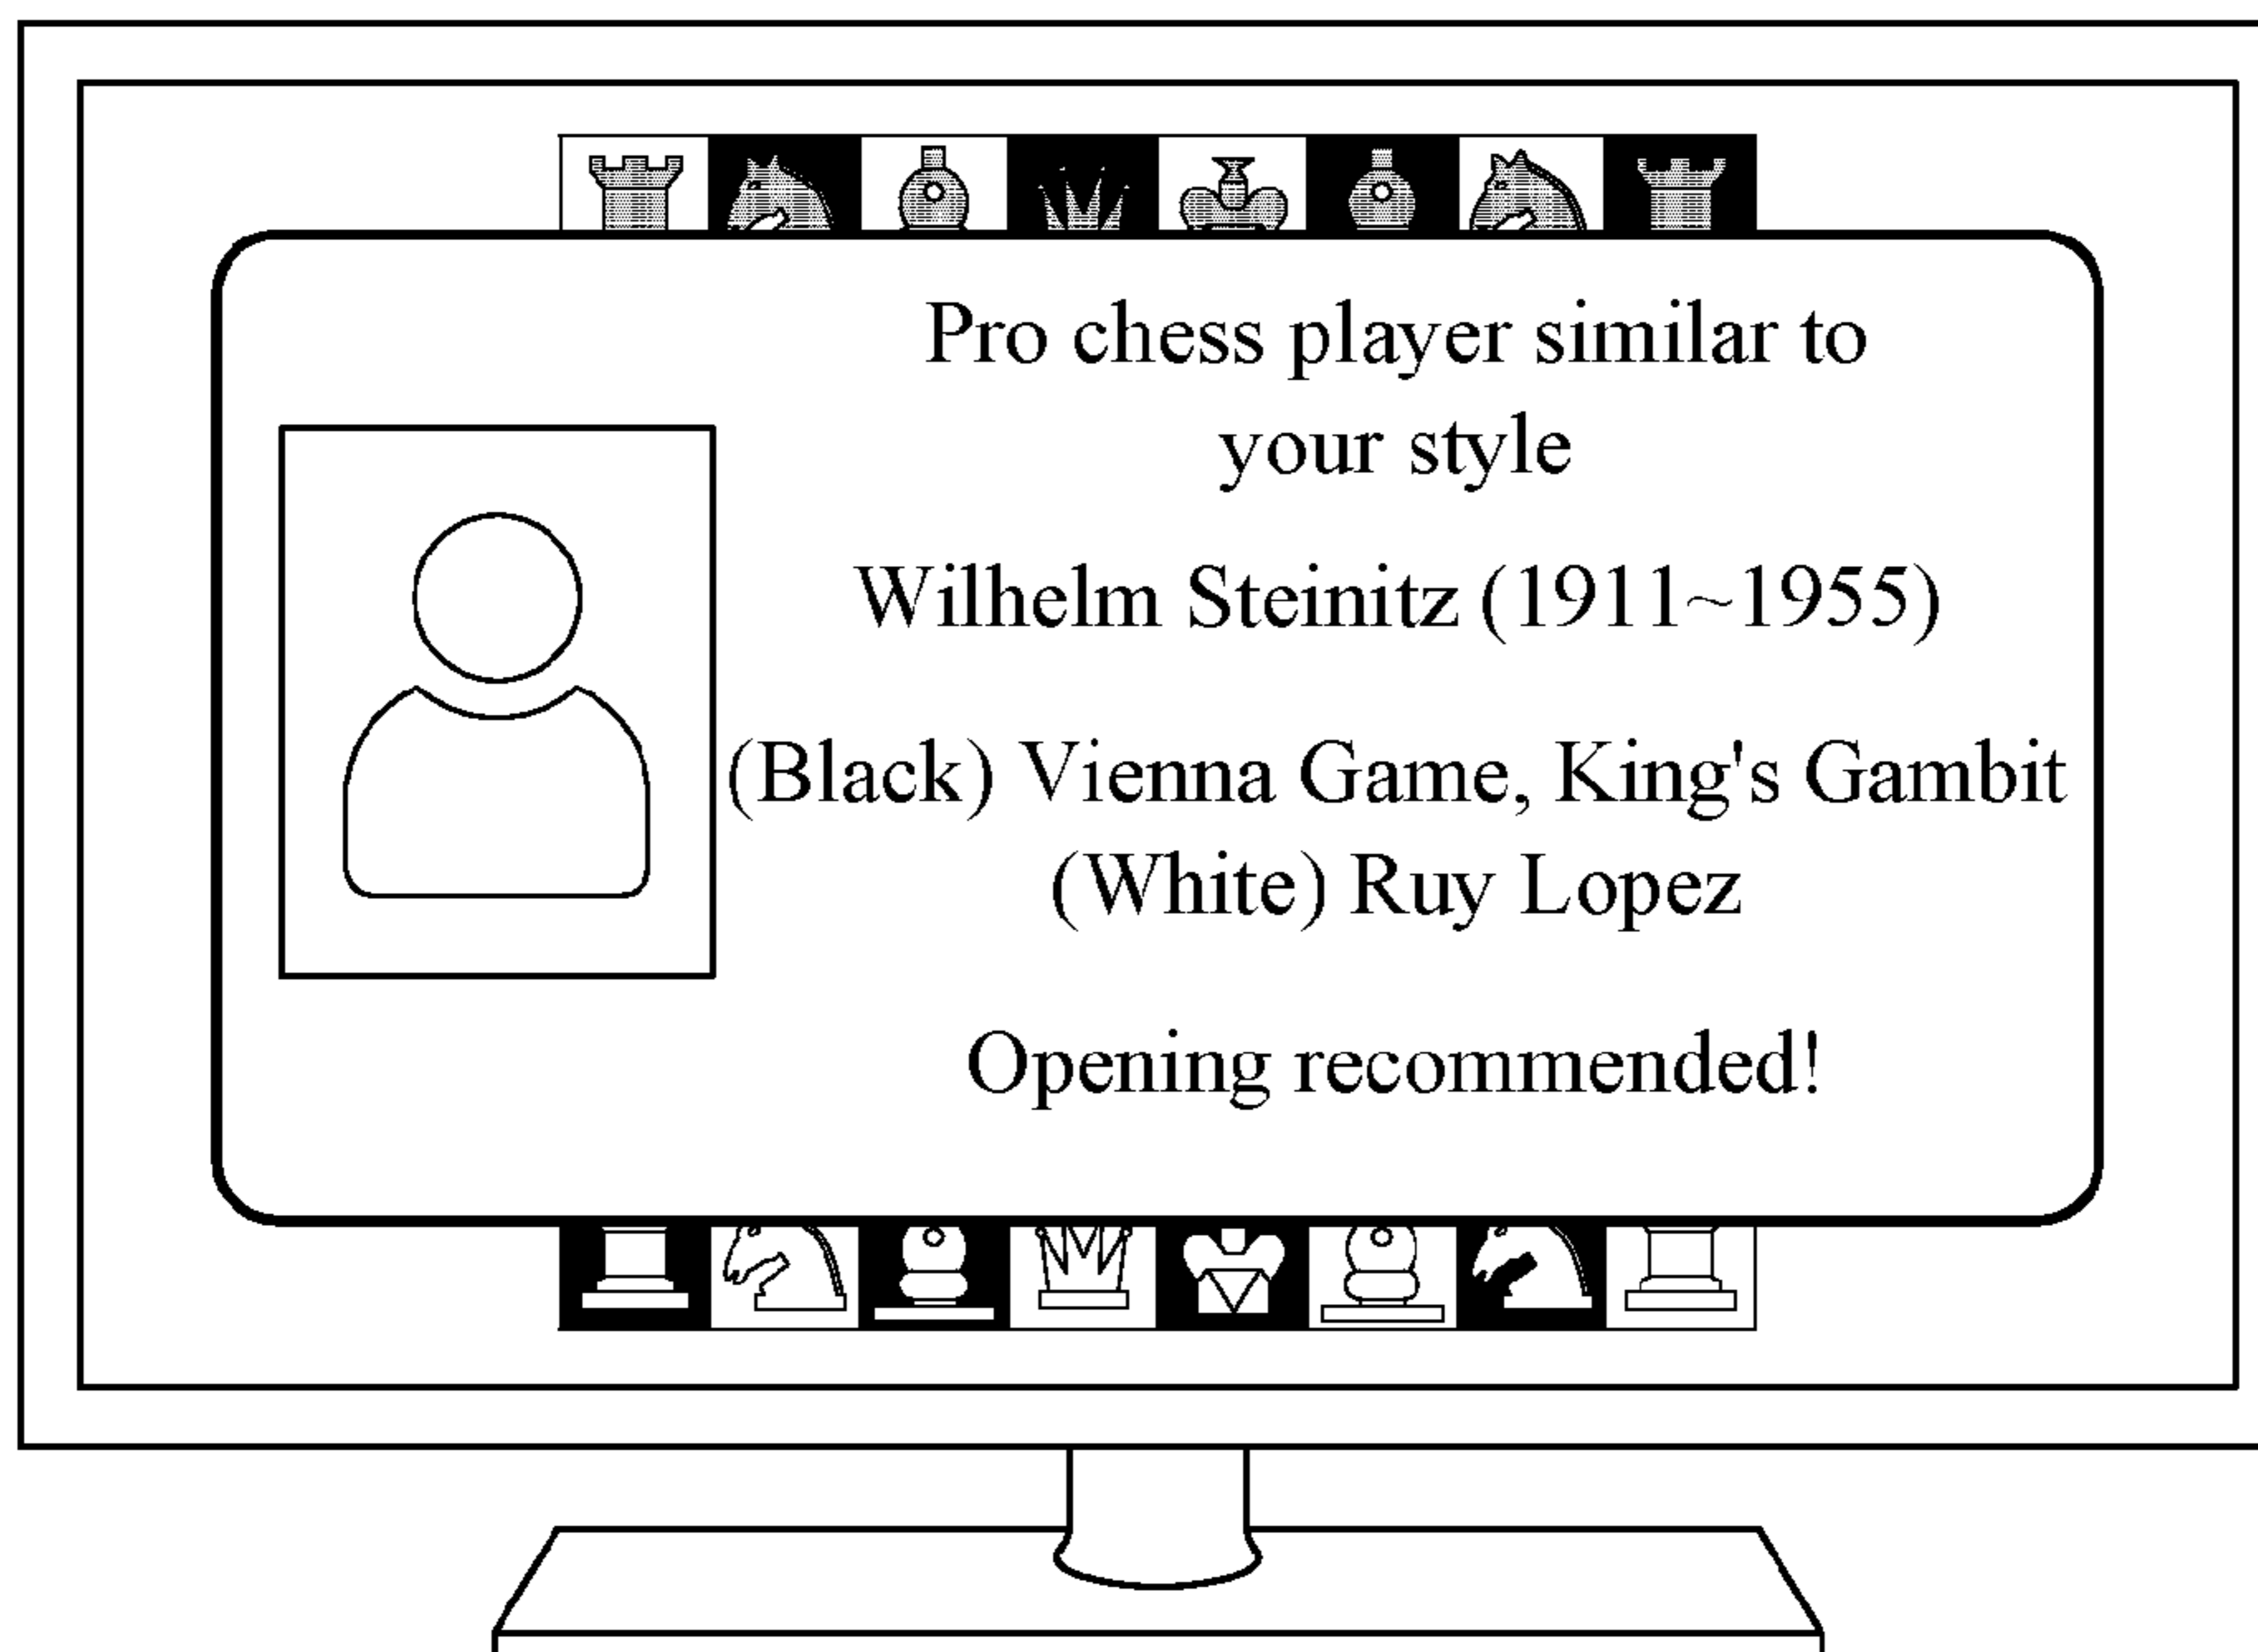 Pro chess player similar to
your style
Wilhelm Steinitz (1911~1955)
(Black) Vienna Game, King's Gambit
(White) Ruy Lopez
Opening recommended!